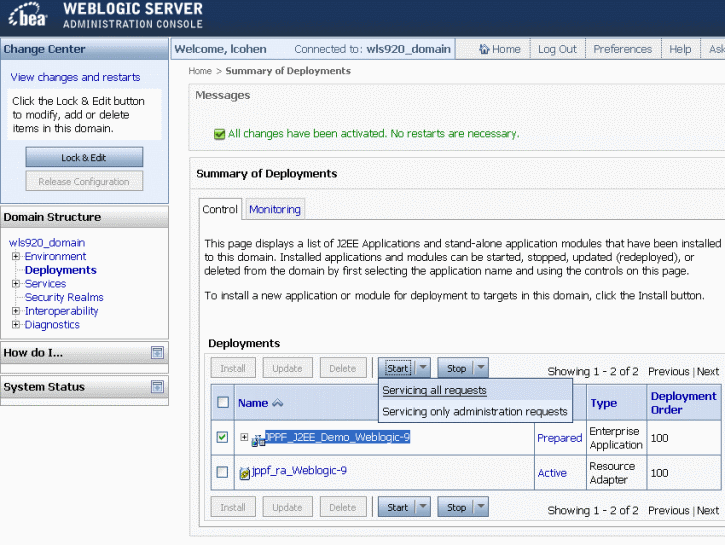 bea
WEBLOGIC SERVER
ADMINISTRATION CONSOLE
Change Center
View changes and restarts
Click the Lock & Edit button
to modify, add or delete
items in this domain.
Lock & Edit
Release Configuration
Domain Structure
wls920_domain
Environment
Deployments
Services
Security Realms
Interoperability
Diagnostics
How do I...
System Status
Welcome, lcohen
Connected to: wls920_domain
Home
Log Out
Preferences
Help
Ask
Home > Summary of Deployments
Messages
All changes have been activated. No restarts are necessary.
Summary of Deployments
Control
Monitoring
This page displays a list of J2EE Applications and stand-alone application modules that have been installed
to this domain. Installed applications and modules can be started, stopped, updated (redeployed), or
deleted from the domain by first selecting the application name and using the controls on this page.
To install a new application or module for deployment to targets in this domain, click the Install button.
Deployments
Install Update Delete Start Stop Showing 1 - 2 of 2 Previous | Next
Servicing all requests
Servicing only administration requests
Name Type Deployment
Order
JPPF_J2EE_Demo_Weblogic-9 Prepared Enterprise
Application 100
jppf_ra_Weblogic-9 Active Resource
Adapter 100
Install Update Delete Start Stop Showing 1 - 2 of 2 Previous | Next